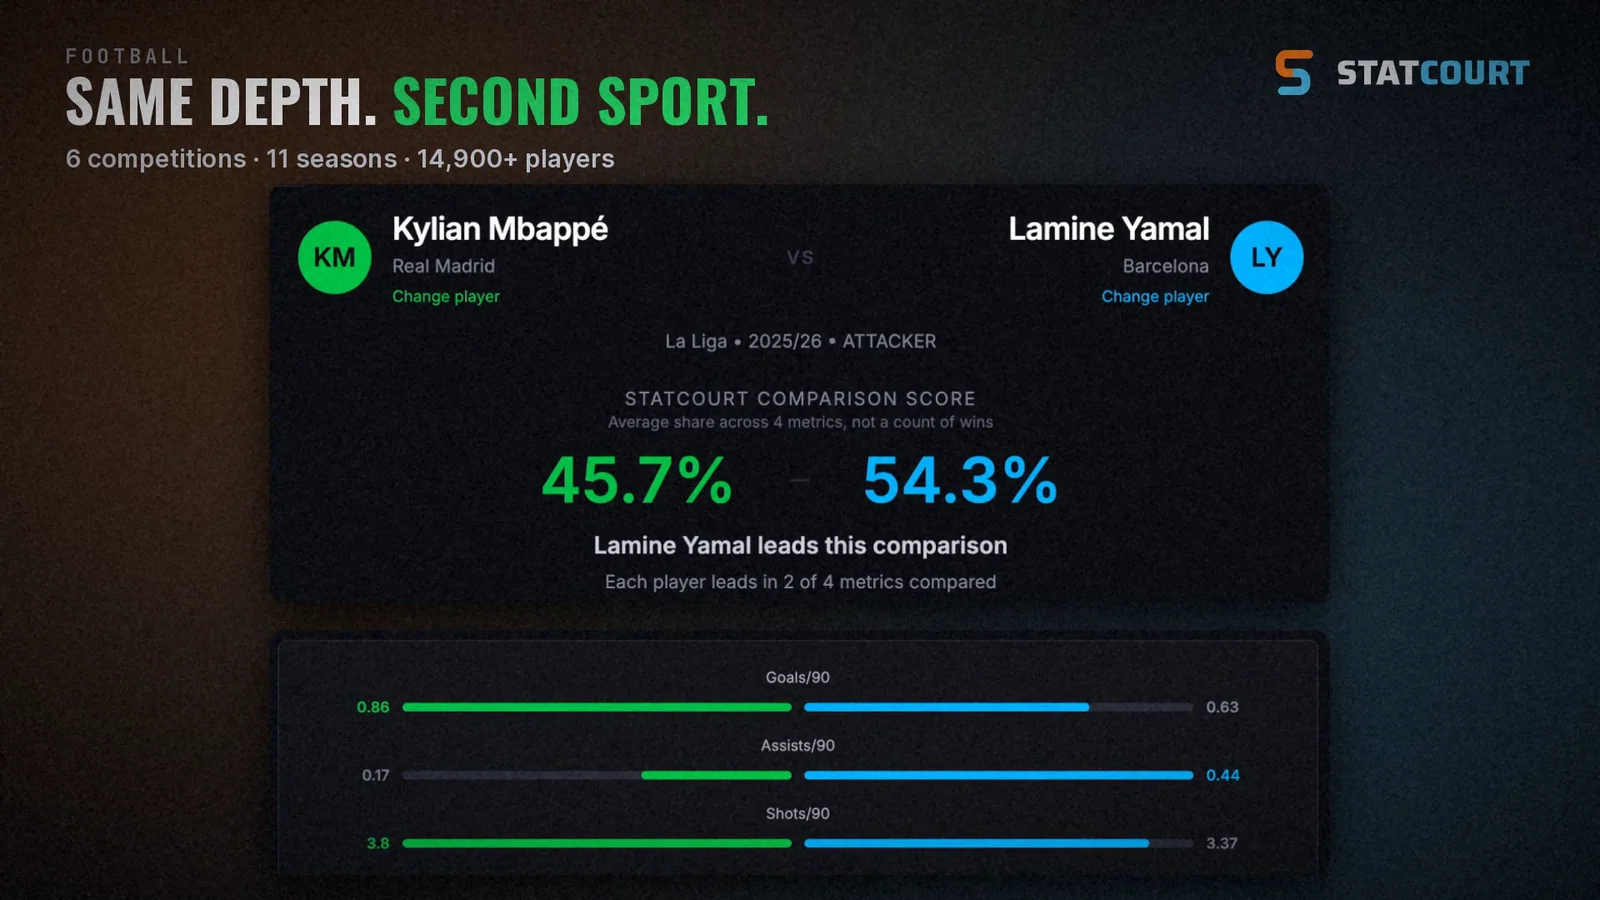 FOOTBALL
SAME DEPTH. SECOND SPORT.
6 competitions · 11 seasons · 14,900+ players
STATCOURT
KM
Kylian Mbappé
Real Madrid
Change player
VS
Lamine Yamal
Barcelona
Change player
LY
La Liga • 2025/26 • ATTACKER
STATCOURT COMPARISON SCORE
Average share across 4 metrics, not a count of wins
45.7% — 54.3%
Lamine Yamal leads this comparison
Each player leads in 2 of 4 metrics compared
Goals/90
0.86 0.63
Assists/90
0.17 0.44
Shots/90
3.8 3.37